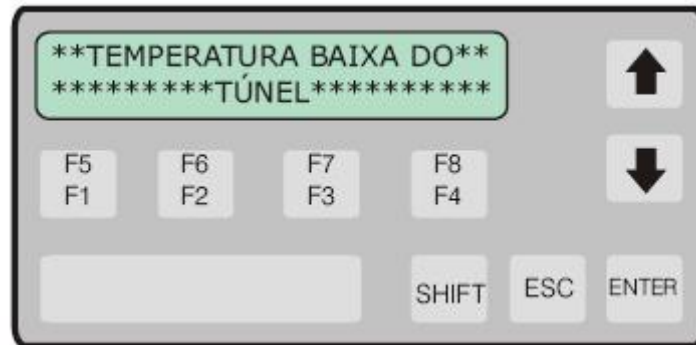 **TEMPERATURA BAIXA DO**
*********TÚNEL**********
F5 F6 F7 F8
F1 F2 F3 F4
SHIFT ESC ENTER